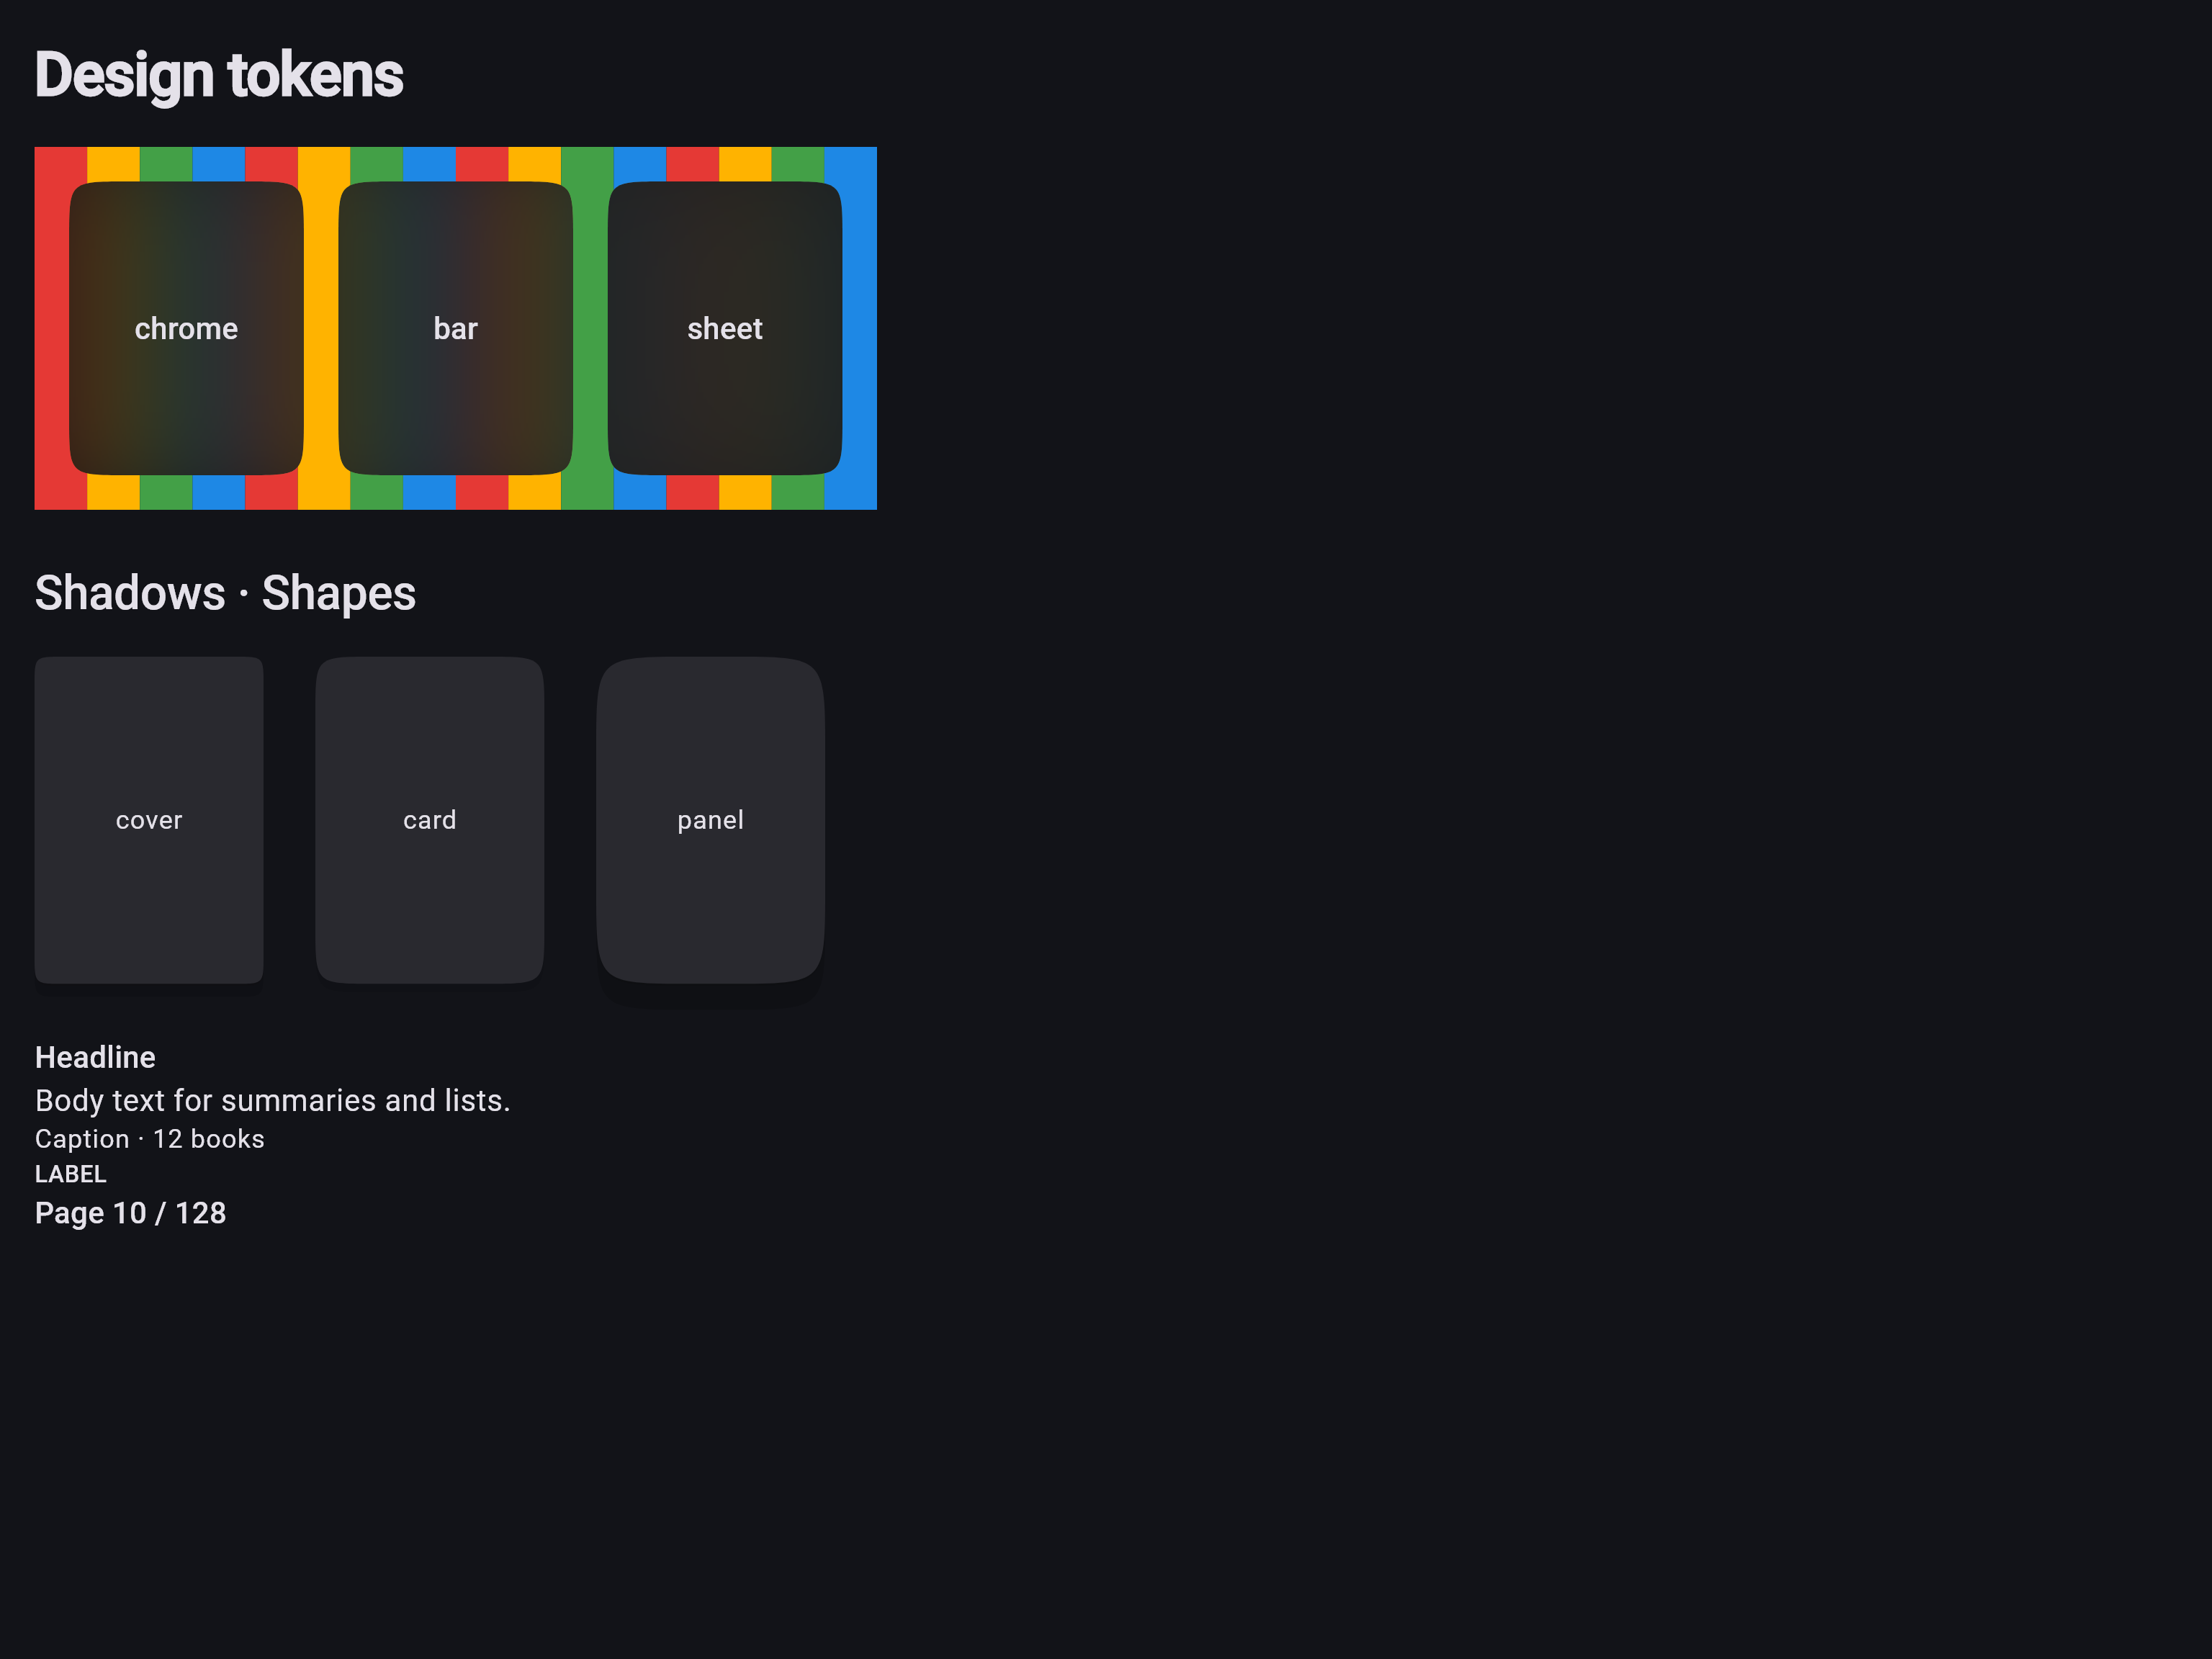 Design tokens
chrome
bar
sheet
Shadows · Shapes
cover
card
panel
Headline
Body text for summaries and lists.
Caption · 12 books
LABEL
Page 10 / 128